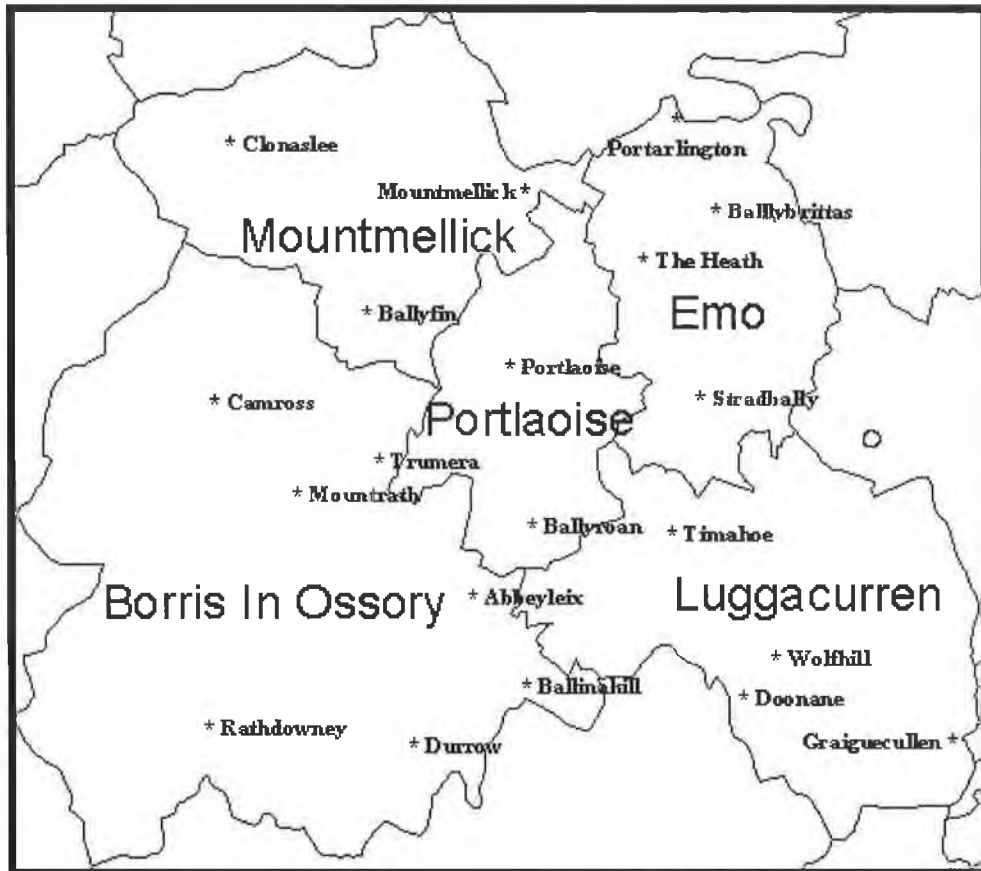 * Clonaslee
Portarlington
*
Mountmellick *
* Balllybrittas
Mountmellick
* The Heath
* Ballyfin
Emo
* Portlaoise
* Camross
* Stradbally
Portlaoise
* Trumera
* Mountrath
* Ballyroan
* Timahoe
Borris In Ossory
* Abbeyleix
Luggacurren
* Wolfhill
* Ballinakill
* Doonane
* Rathdowney
* Durrow
Graiguecullen *